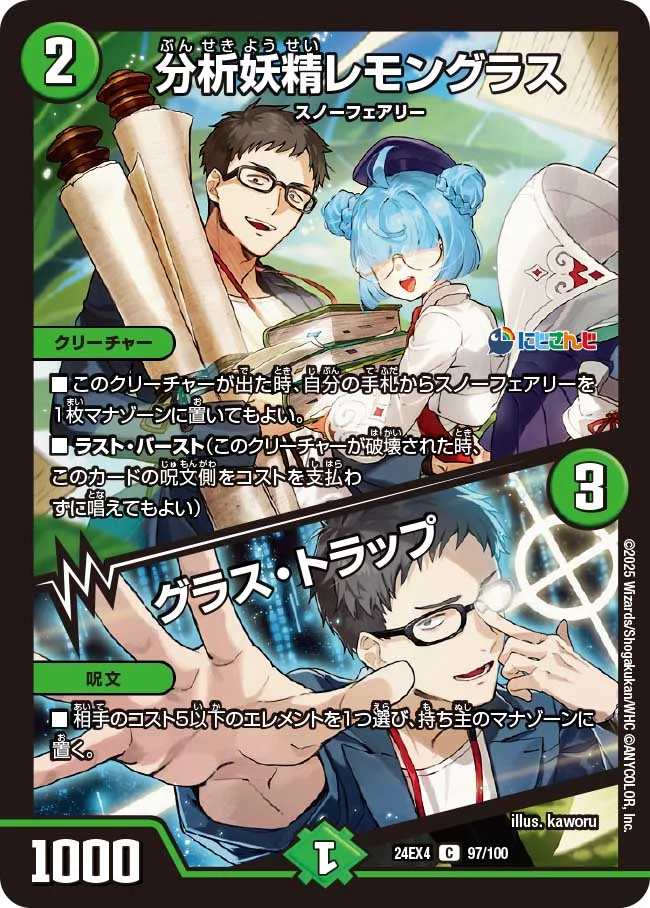 2
ぶんせきようせい
分析妖精レモングラス
スノーフェアリー
クリーチャー
にじさんじ
■このクリーチャーが出た時、自分の手札からスノーフェアリーを
1枚マナゾーンに置いてもよい。
■ラスト・バースト(このクリーチャーが破壊された時、
このカードの呪文側をコストを支払わ
ずに唱えてもよい)
3
グラス・トラップ
呪文
■相手のコスト5以下のエレメントを1つ選び、持ち主のマナゾーンに
置く。
©2025 Wizards/Shogakukan/WHC ©ANYCOLOR, Inc.
illus. kaworu
1000
1
24EX4 C 97/100